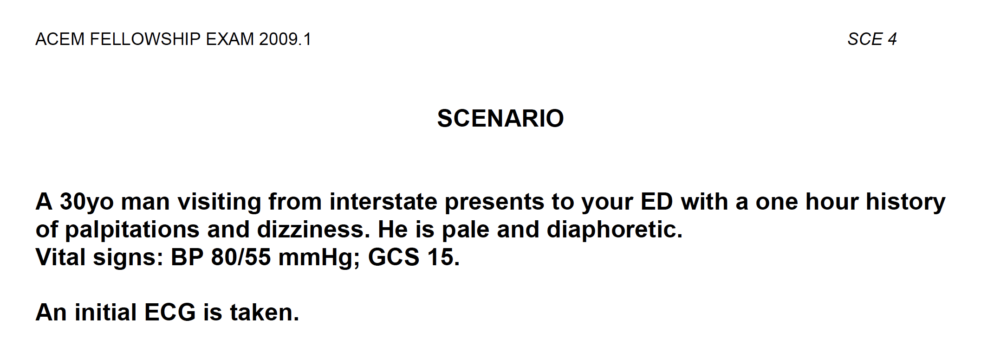 ACEM FELLOWSHIP EXAM 2009.1 SCE 4
SCENARIO
A 30yo man visiting from interstate presents to your ED with a one hour history
of palpitations and dizziness. He is pale and diaphoretic.
Vital signs: BP 80/55 mmHg; GCS 15.
An initial ECG is taken.